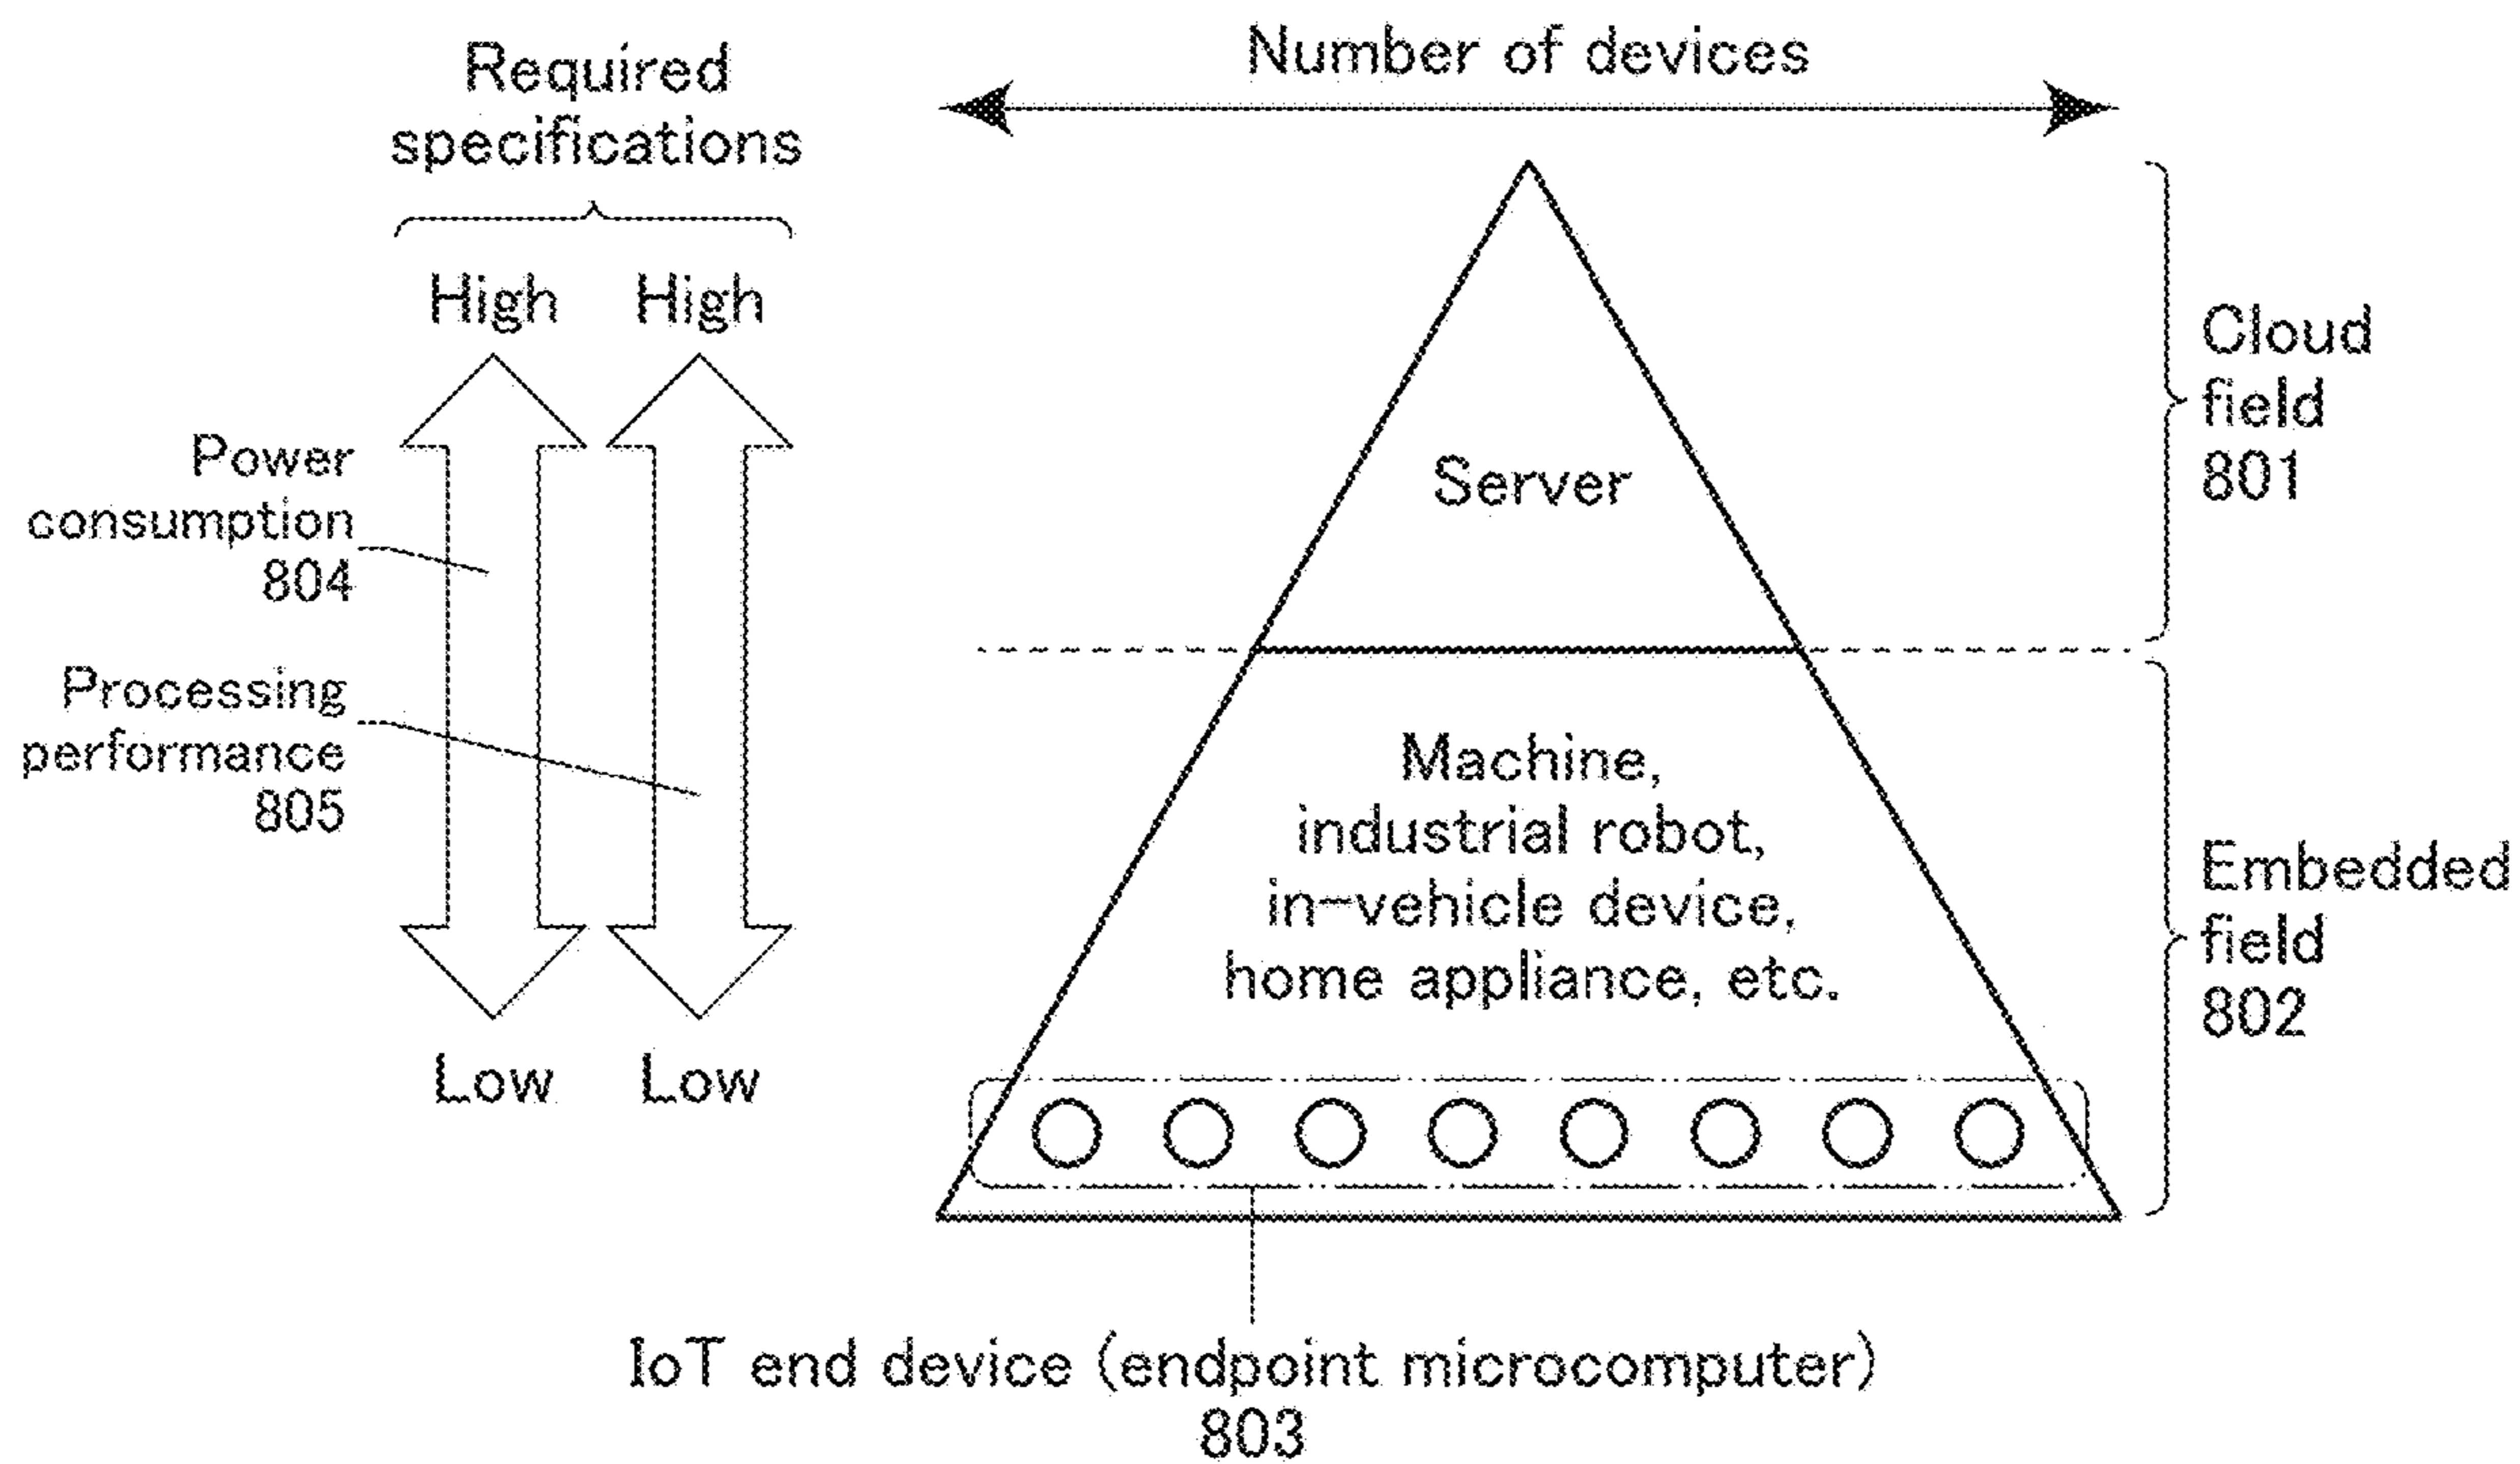 Required
specifications
High High
Power
consumption
804
Processing
performance
805
Low Low
Number of devices
Server
Machine,
industrial robot,
in-vehicle device,
home appliance, etc.
Cloud
field
801
Embedded
field
802
IoT end device (endpoint microcomputer)
803